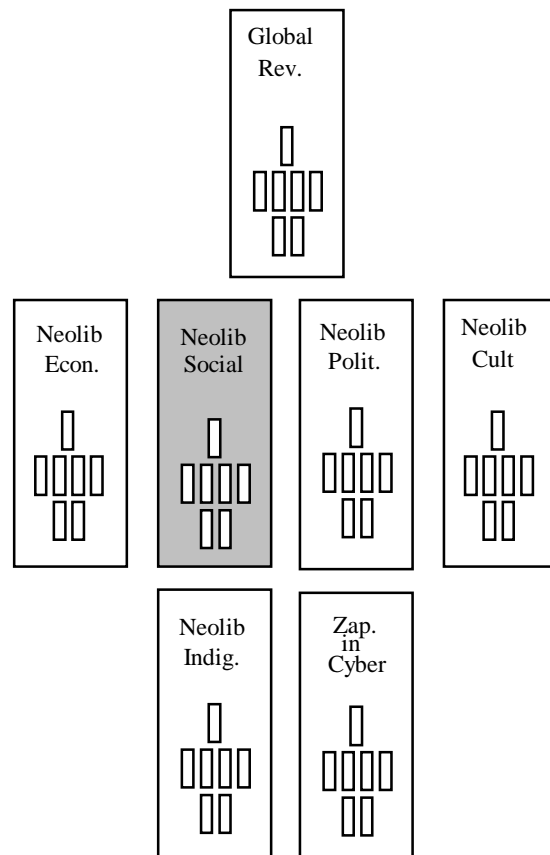 Global
Rev.
Neolib
Econ.
Neolib
Social
Neolib
Polit.
Neolib
Cult
Neolib
Indig.
Zap.
in
Cyber